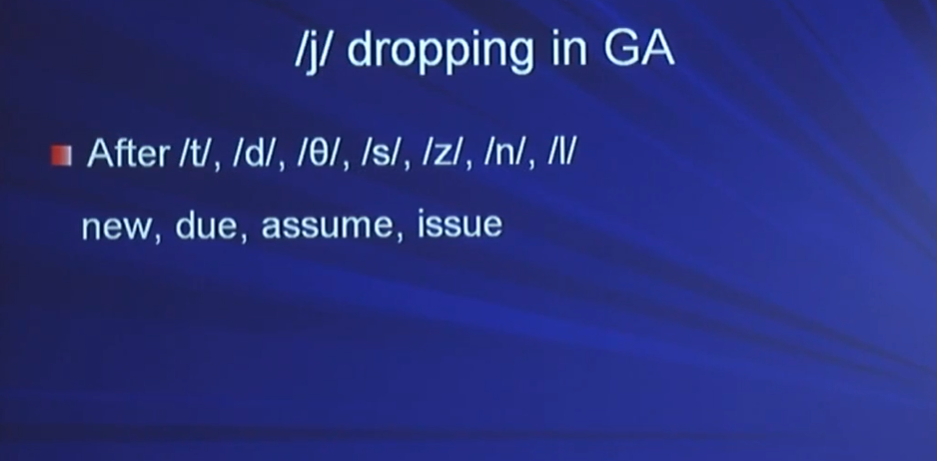 /j/ dropping in GA
After /t/, /d/, /θ/, /s/, /z/, /n/, /l/
new, due, assume, issue